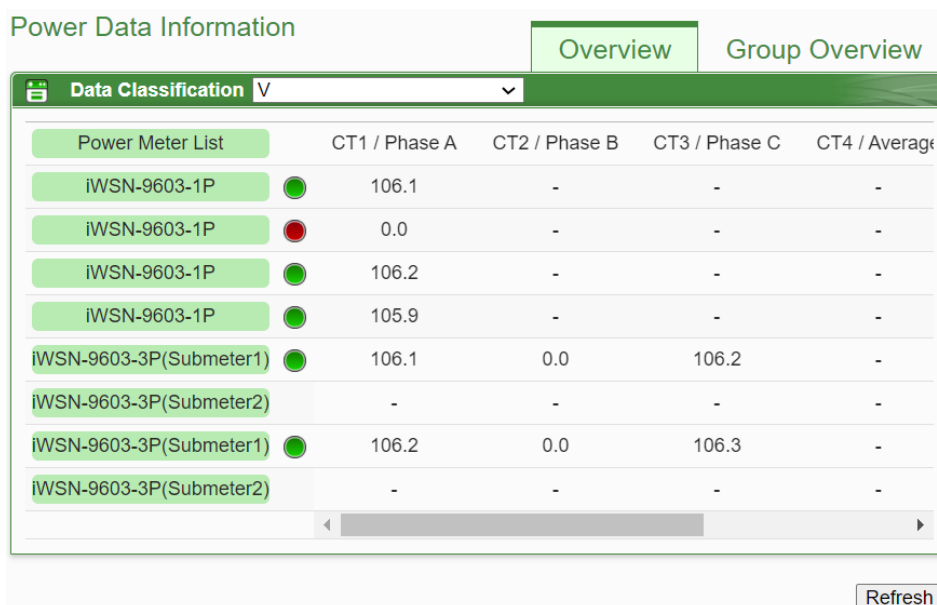 Power Data Information
Overview Group Overview
Data Classification V
Power Meter List CT1 / Phase A CT2 / Phase B CT3 / Phase C CT4 / Average
iWSN-9603-1P 106.1 - - -
iWSN-9603-1P 0.0 - - -
iWSN-9603-1P 106.2 - - -
iWSN-9603-1P 105.9 - - -
iWSN-9603-3P(Submeter1) 106.1 0.0 106.2 -
iWSN-9603-3P(Submeter2) - - - -
iWSN-9603-3P(Submeter1) 106.2 0.0 106.3 -
iWSN-9603-3P(Submeter2) - - - -
Refresh